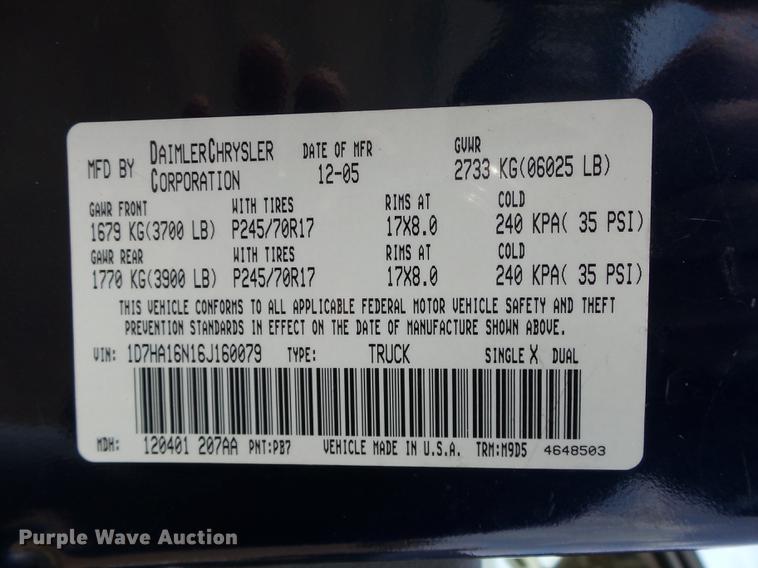 MFD BY DAIMLERCHRYSLER CORPORATION DATE OF MFR 12-05 GVWR 2733 KG(06025 LB)
GAWR FRONT WITH TIRES RIMS AT COLD
1679 KG(3700 LB) P245/70R17 17X8.0 240 KPA( 35 PSI)
GAWR REAR WITH TIRES RIMS AT COLD
1770 KG(3900 LB) P245/70R17 17X8.0 240 KPA( 35 PSI)
THIS VEHICLE CONFORMS TO ALL APPLICABLE FEDERAL MOTOR VEHICLE SAFETY AND THEFT
PREVENTION STANDARDS IN EFFECT ON THE DATE OF MANUFACTURE SHOWN ABOVE.
VIN: 1D7HA16N16J160079 TYPE: TRUCK SINGLE X DUAL
MDH: 120401 207AA PNT:PB7 VEHICLE MADE IN U.S.A. TRM:M9D5 4648503
Purple Wave Auction